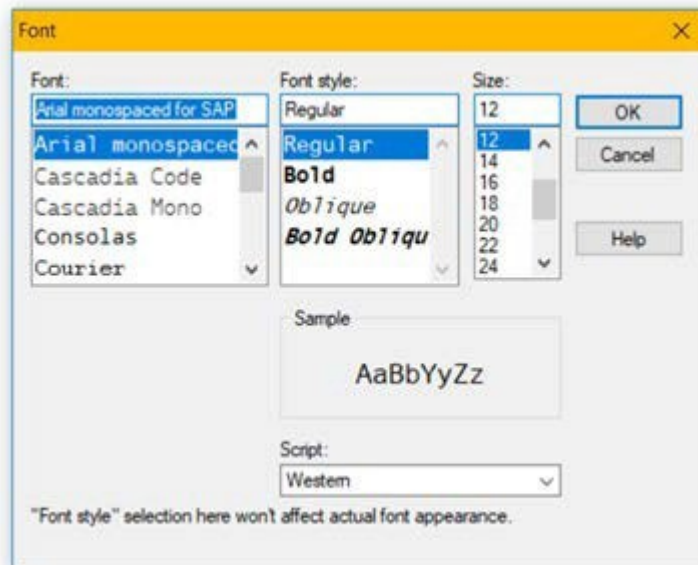 Font
Font: Font style: Size:
Arial monospaced for SAP Regular 12 OK
Arial monospaced Regular 12
Cascadia Code Bold 14 Cancel
Cascadia Mono Oblique 16
Consolas Bold Obliqu 18
Courier 20
22 Help
24
Sample
AaBbYyZz
Script:
Western
"Font style" selection here won't affect actual font appearance.